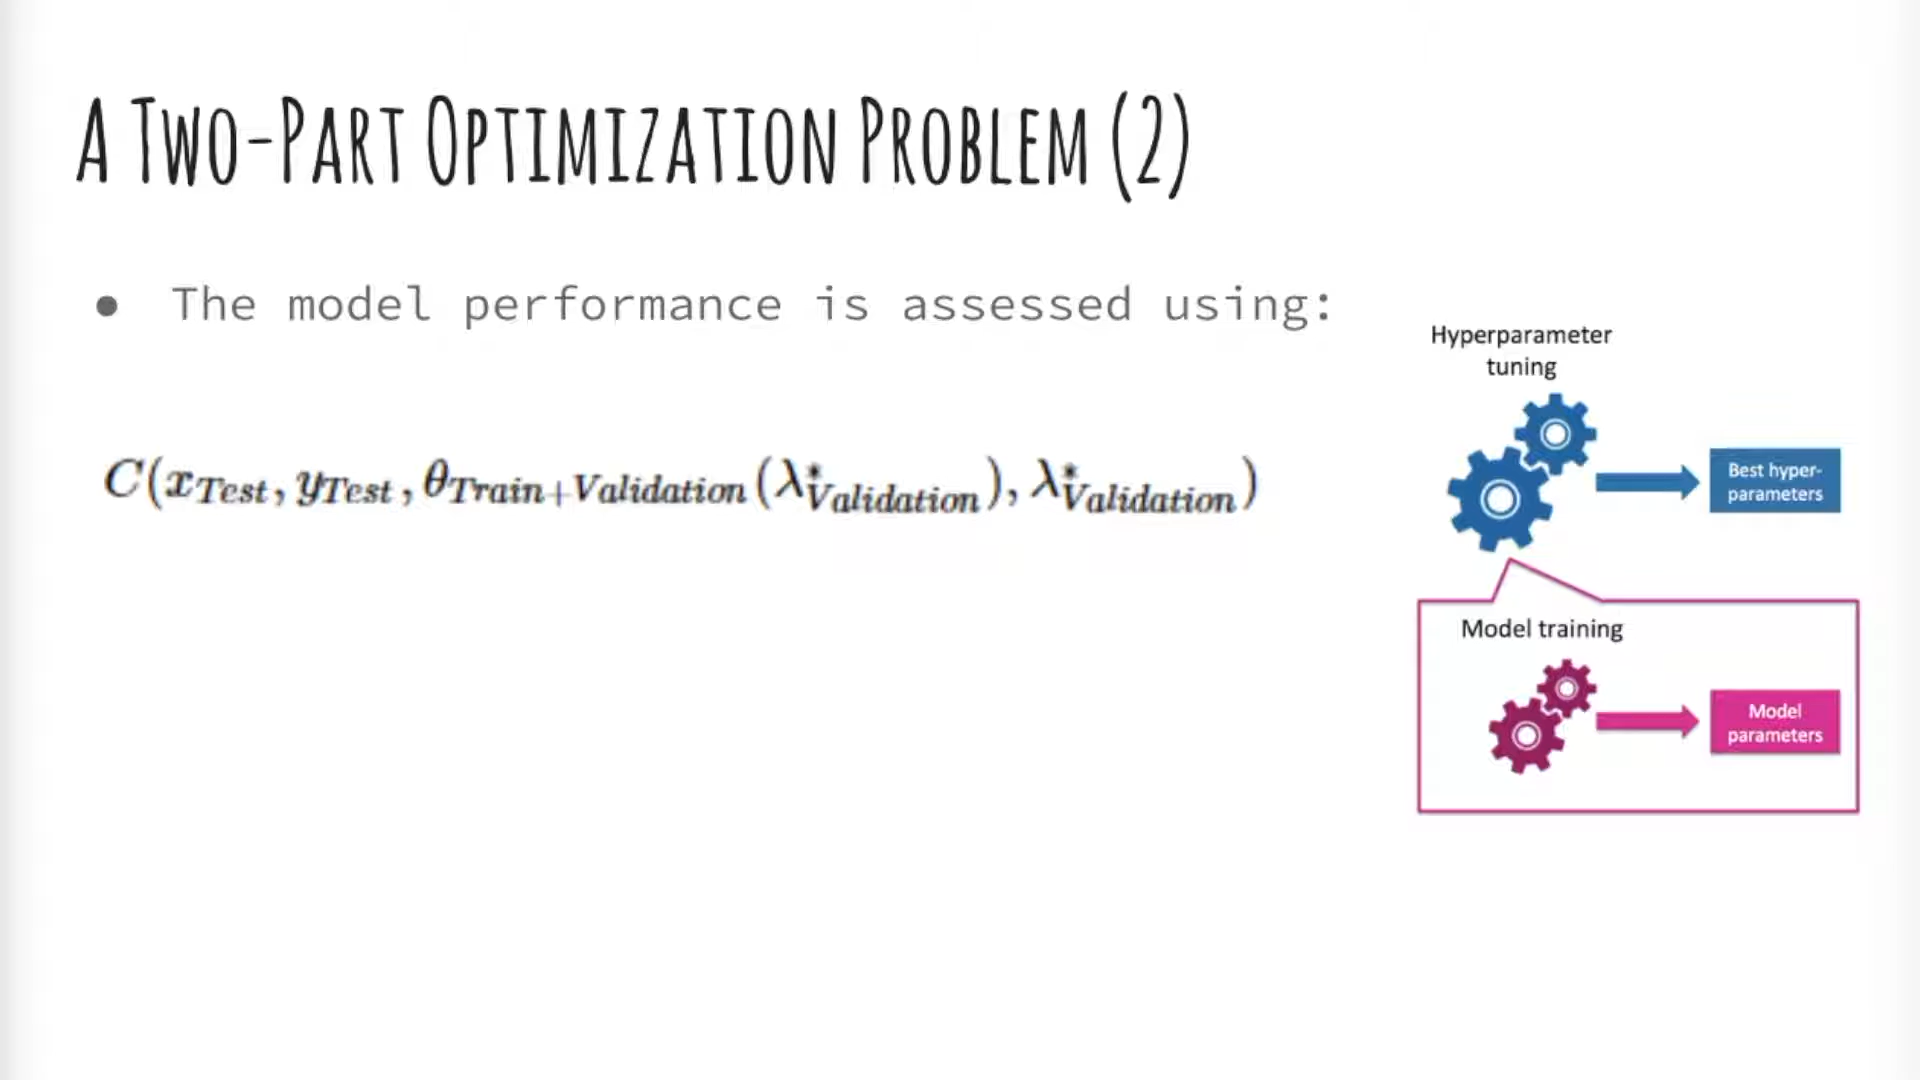 A Two-Part Optimization Problem (2)
● The model performance is assessed using:
C(x_Test, y_Test, θ_Train+Validation(λ*_Validation), λ*_Validation)
Hyperparameter
tuning
Best hyper-
parameters
Model training
Model
parameters